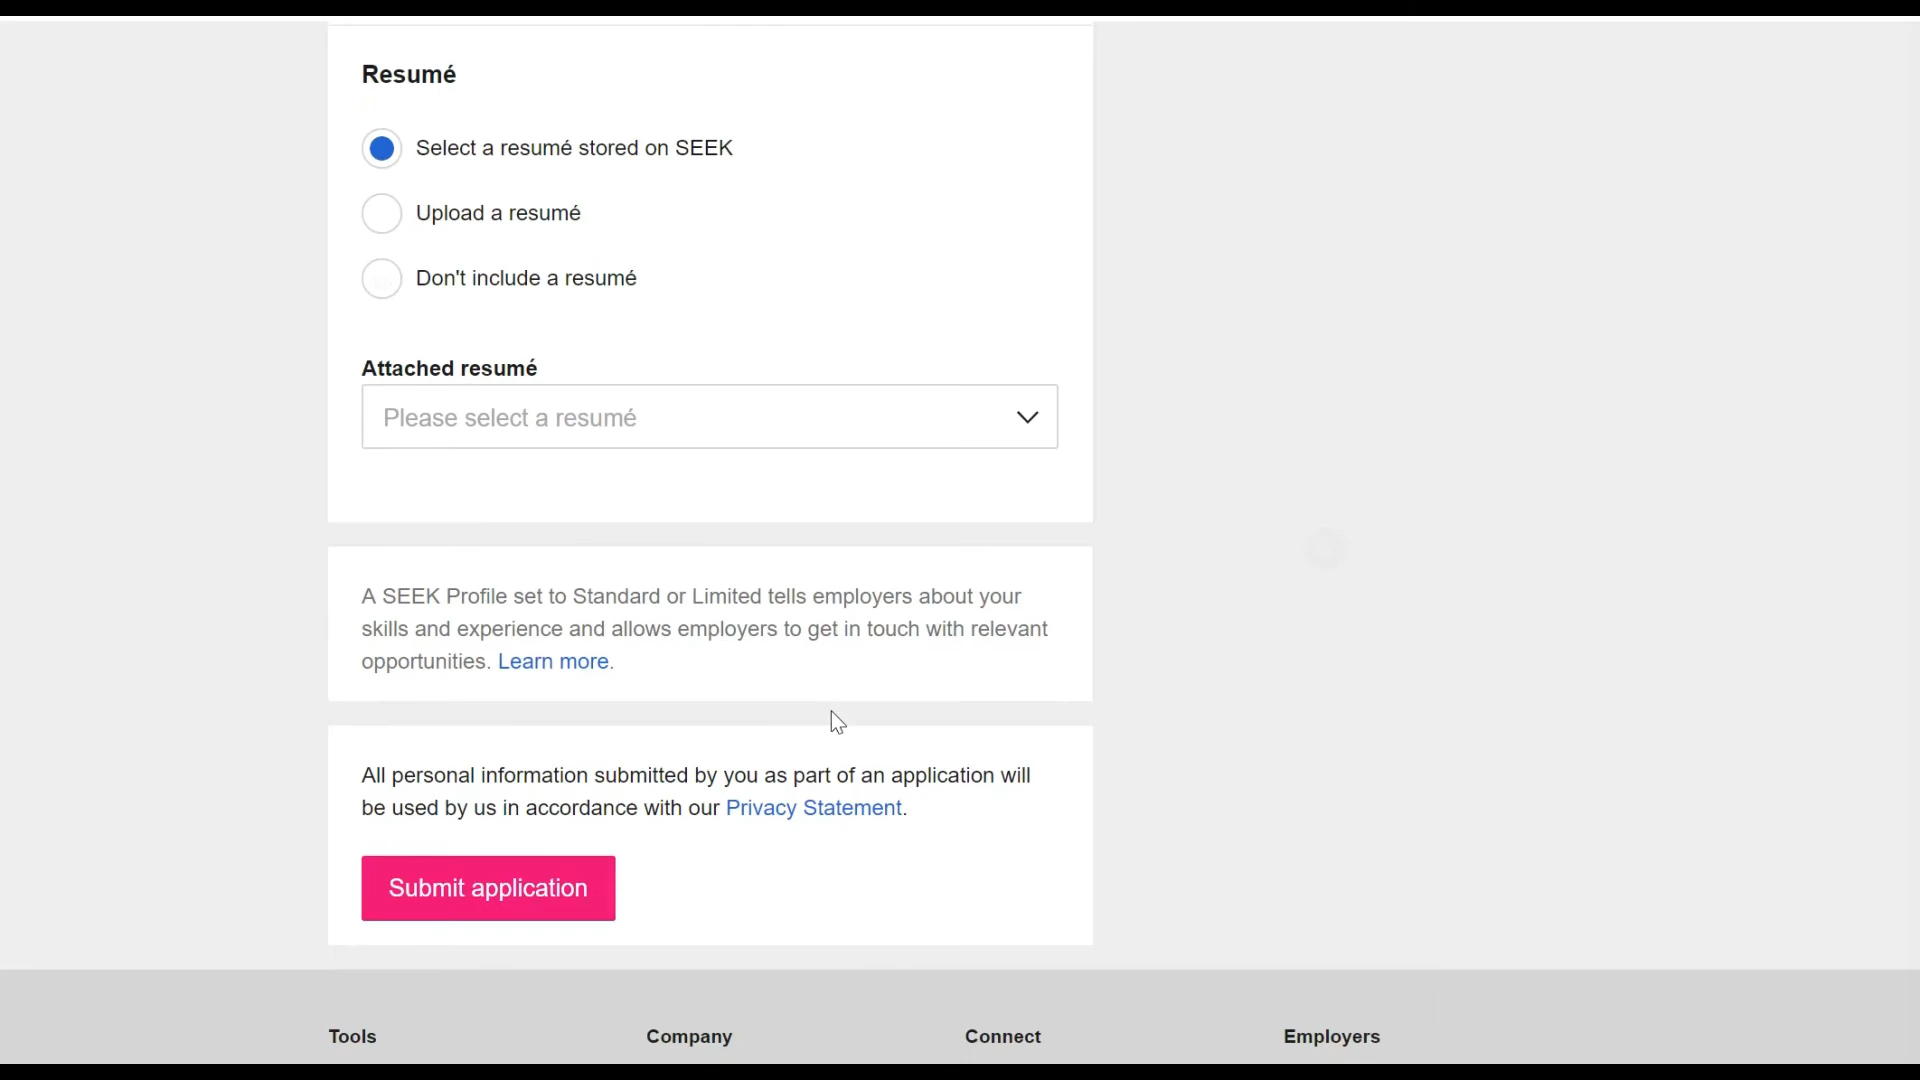 Resumé
Select a resumé stored on SEEK
Upload a resumé
Don't include a resumé
Attached resumé
Please select a resumé
A SEEK Profile set to Standard or Limited tells employers about your
skills and experience and allows employers to get in touch with relevant
opportunities. Learn more.
All personal information submitted by you as part of an application will
be used by us in accordance with our Privacy Statement.
Submit application
Tools
Company
Connect
Employers